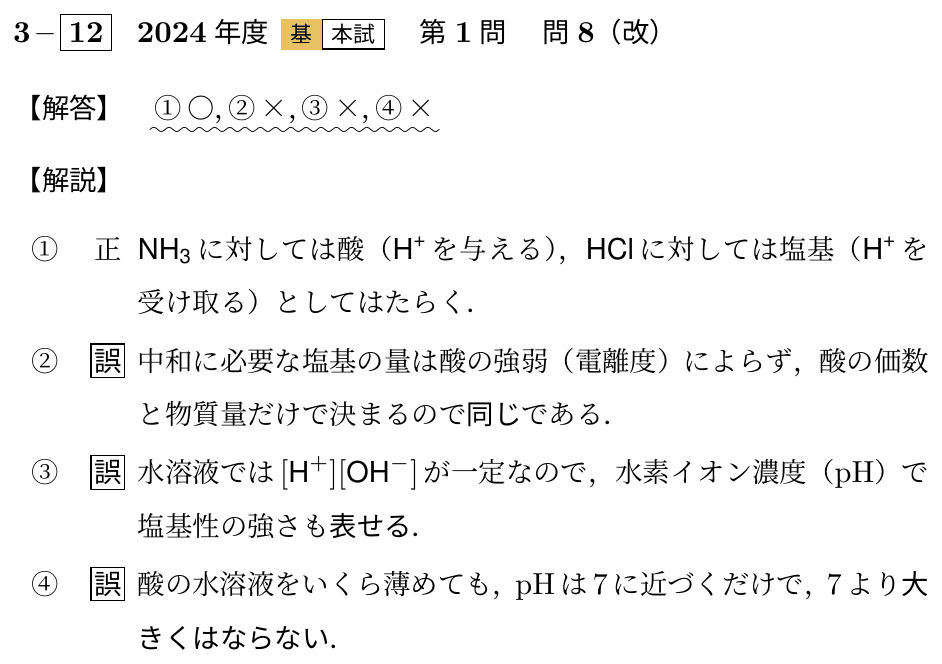 3-12 2024年度 基 本試 第1問 問8（改）
【解答】 ①○,②×,③×,④×
【解説】
① 正 NH₃に対しては酸（H⁺を与える），HClに対しては塩基（H⁺を
受け取る）としてはたらく．
② 誤 中和に必要な塩基の量は酸の強弱（電離度）によらず，酸の価数
と物質量だけで決まるので同じである．
③ 誤 水溶液では[H⁺][OH⁻]が一定なので，水素イオン濃度（pH）で
塩基性の強さも表せる．
④ 誤 酸の水溶液をいくら薄めても，pHは7に近づくだけで，7より大
きくはならない．